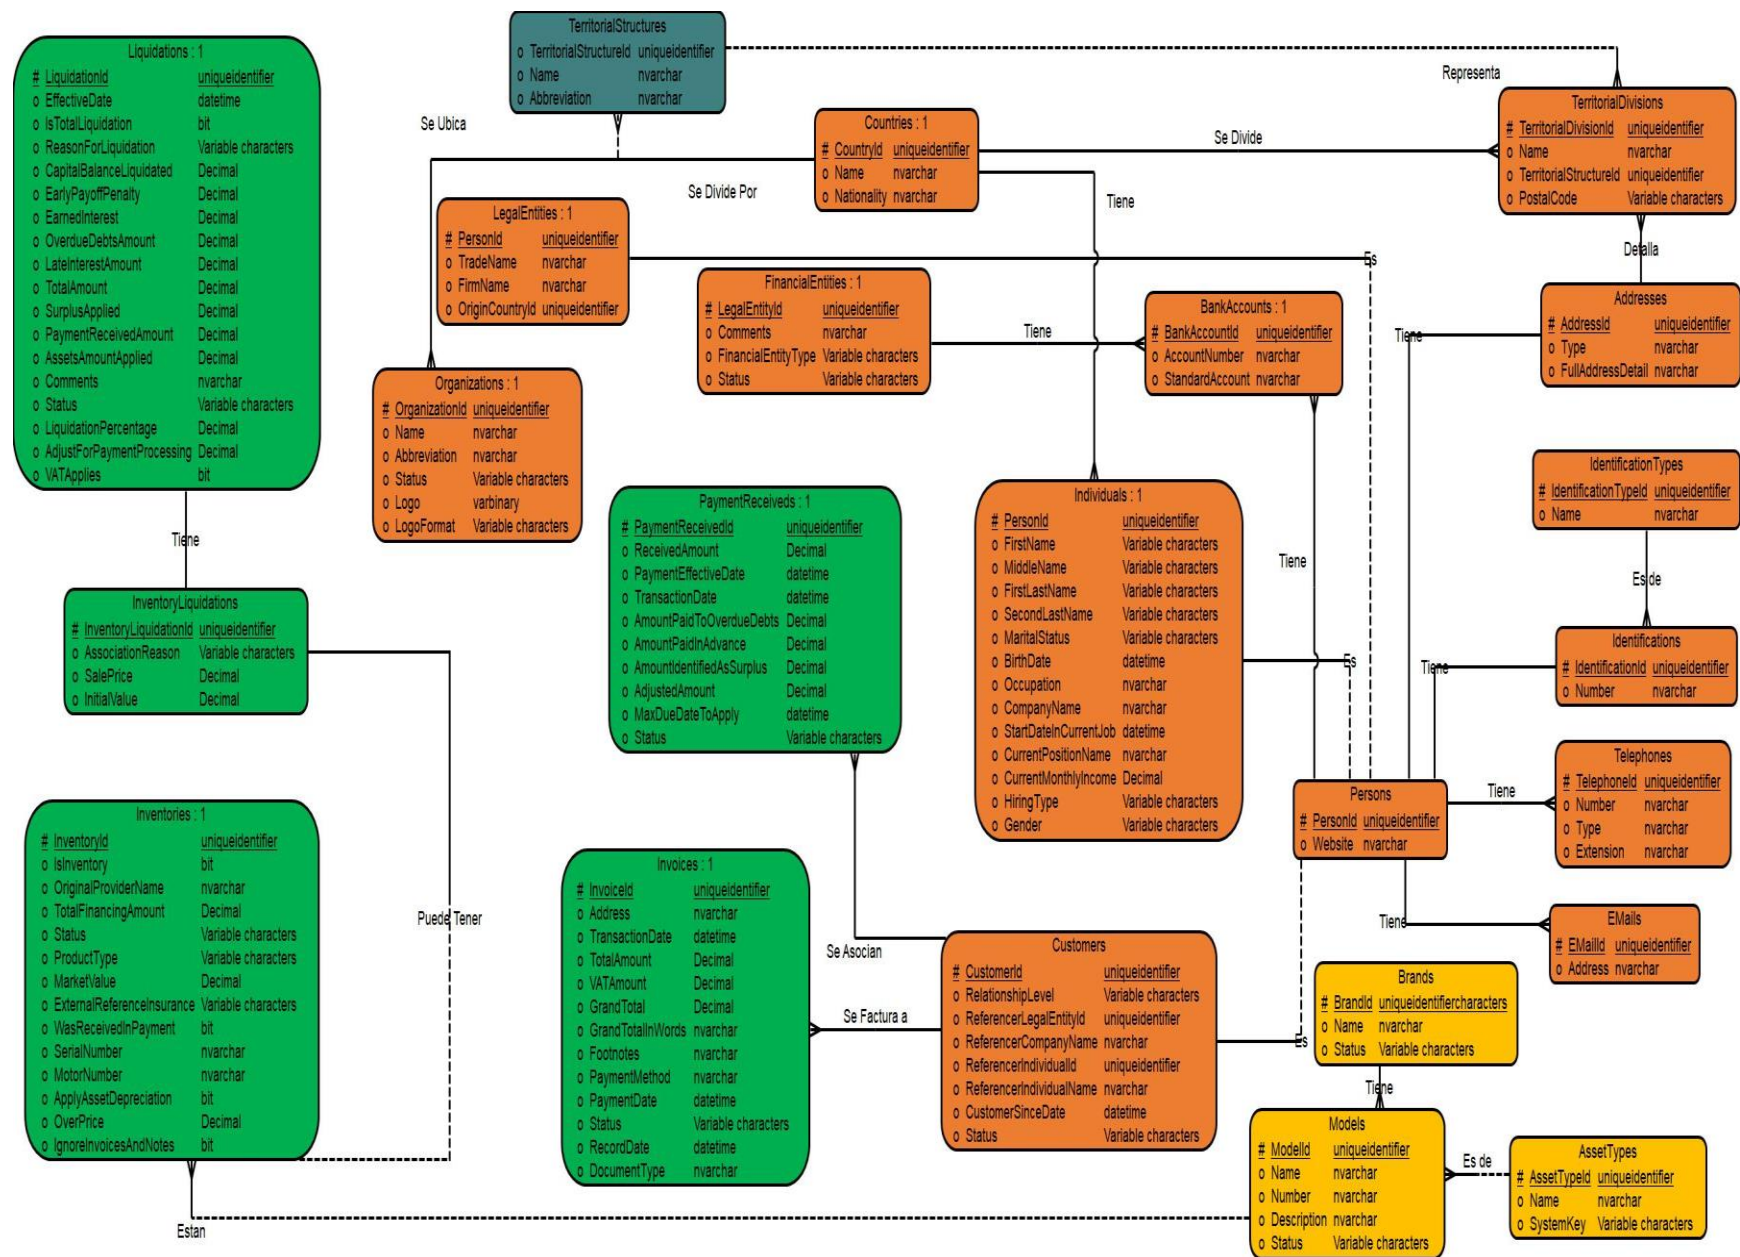 TerritorialStructures
o TerritorialStructureId uniqueidentifier
o Name nvarchar
o Abbreviation nvarchar
Liquidations : 1
# LiquidationId uniqueidentifier
o EffectiveDate datetime
o IsTotalLiquidation bit
o ReasonForLiquidation Variable characters
o CapitalBalanceLiquidated Decimal
o EarlyPayoffPenalty Decimal
o EarnedInterest Decimal
o OverdueDebtsAmount Decimal
o LateInterestAmount Decimal
o TotalAmount Decimal
o SurplusApplied Decimal
o PaymentReceivedAmount Decimal
o AssetsAmountApplied Decimal
o Comments nvarchar
o Status Variable characters
o LiquidationPercentage Decimal
o AdjustForPaymentProcessing Decimal
o VATApplies bit
Representa
TerritorialDivisions
# TerritorialDivisionId uniqueidentifier
o Name nvarchar
o TerritorialStructureId uniqueidentifier
o PostalCode Variable characters
Se Ubica
Countries : 1
# CountryId uniqueidentifier
o Name nvarchar
o Nationality nvarchar
Se Divide
Se Divide Por
Tiene
LegalEntities : 1
# PersonId uniqueidentifier
o TradeName nvarchar
o FirmName nvarchar
o OriginCountryId uniqueidentifier
Es
Detalla
FinancialEntities : 1
# LegalEntityId uniqueidentifier
o Comments nvarchar
o FinancialEntityType Variable characters
o Status Variable characters
Tiene
BankAccounts : 1
# BankAccountId uniqueidentifier
o AccountNumber nvarchar
o StandardAccount nvarchar
Tiene
Addresses
# AddressId uniqueidentifier
o Type nvarchar
o FullAddressDetail nvarchar
Organizations : 1
# OrganizationId uniqueidentifier
o Name nvarchar
o Abbreviation nvarchar
o Status Variable characters
o Logo varbinary
o LogoFormat Variable characters
IdentificationTypes
# IdentificationTypeId uniqueidentifier
o Name nvarchar
Tiene
PaymentReceiveds : 1
# PaymentReceivedId uniqueidentifier
o ReceivedAmount Decimal
o PaymentEffectiveDate datetime
o TransactionDate datetime
o AmountPaidToOverdueDebts Decimal
o AmountPaidInAdvance Decimal
o AmountIdentifiedAsSurplus Decimal
o AdjustedAmount Decimal
o MaxDueDateToApply datetime
o Status Variable characters
Individuals : 1
# PersonId uniqueidentifier
o FirstName Variable characters
o MiddleName Variable characters
o FirstLastName Variable characters
o SecondLastName Variable characters
o MaritalStatus Variable characters
o BirthDate datetime
o Occupation nvarchar
o CompanyName nvarchar
o StartDateInCurrentJob datetime
o CurrentPositionName nvarchar
o CurrentMonthlyIncome Decimal
o HiringType Variable characters
o Gender Variable characters
Tiene
Es de
Es
Tiene
Identifications
# IdentificationId uniqueidentifier
o Number nvarchar
InventoryLiquidations
# InventoryLiquidationId uniqueidentifier
o AssociationReason Variable characters
o SalePrice Decimal
o InitialValue Decimal
Persons
# PersonId uniqueidentifier
o Website nvarchar
Tiene
Telephones
# TelephoneId uniqueidentifier
o Number nvarchar
o Type nvarchar
o Extension nvarchar
Inventories : 1
# InventoryId uniqueidentifier
o IsInventory bit
o OriginalProviderName nvarchar
o TotalFinancingAmount Decimal
o Status Variable characters
o ProductType Variable characters
o MarketValue Decimal
o ExternalReferenceInsurance Variable characters
o WasReceivedInPayment bit
o SerialNumber nvarchar
o MotorNumber nvarchar
o ApplyAssetDepreciation bit
o OverPrice Decimal
o IgnoreInvoicesAndNotes bit
Puede Tener
Invoices : 1
# InvoiceId uniqueidentifier
o Address nvarchar
o TransactionDate datetime
o TotalAmount Decimal
o VATAmount Decimal
o GrandTotal Decimal
o GrandTotalInWords nvarchar
o Footnotes nvarchar
o PaymentMethod nvarchar
o PaymentDate datetime
o Status Variable characters
o RecordDate datetime
o DocumentType nvarchar
Se Asocian
Se Factura a
Customers
# CustomerId uniqueidentifier
o RelationshipLevel Variable characters
o ReferencerLegalEntityId uniqueidentifier
o ReferencerCompanyName nvarchar
o ReferencerIndividualId uniqueidentifier
o ReferencerIndividualName nvarchar
o CustomerSinceDate datetime
o Status Variable characters
Es
Tiene
EMails
# EMailId uniqueidentifier
o Address nvarchar
Brands
# BrandId uniqueidentifiercharacters
o Name nvarchar
o Status Variable characters
Tiene
Models
# ModelId uniqueidentifier
o Name nvarchar
o Number nvarchar
o Description nvarchar
o Status Variable characters
Es de
AssetTypes
# AssetTypeId uniqueidentifier
o Name nvarchar
o SystemKey Variable characters
Estan